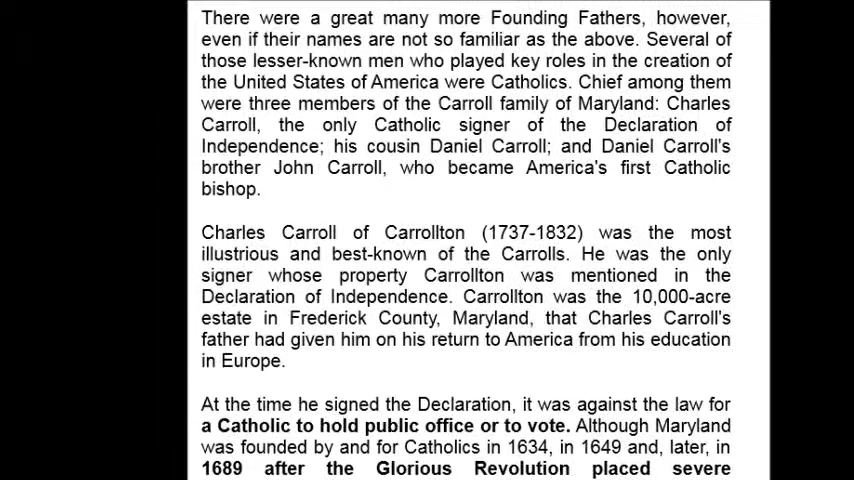 There were a great many more Founding Fathers, however,
even if their names are not so familiar as the above. Several of
those lesser-known men who played key roles in the creation of
the United States of America were Catholics. Chief among them
were three members of the Carroll family of Maryland: Charles
Carroll, the only Catholic signer of the Declaration of
Independence; his cousin Daniel Carroll; and Daniel Carroll's
brother John Carroll, who became America's first Catholic
bishop.
Charles Carroll of Carrollton (1737-1832) was the most
illustrious and best-known of the Carrolls. He was the only
signer whose property Carrollton was mentioned in the
Declaration of Independence. Carrollton was the 10,000-acre
estate in Frederick County, Maryland, that Charles Carroll's
father had given him on his return to America from his education
in Europe.
At the time he signed the Declaration, it was against the law for
a Catholic to hold public office or to vote. Although Maryland
was founded by and for Catholics in 1634, in 1649 and, later, in
1689 after the Glorious Revolution placed severe